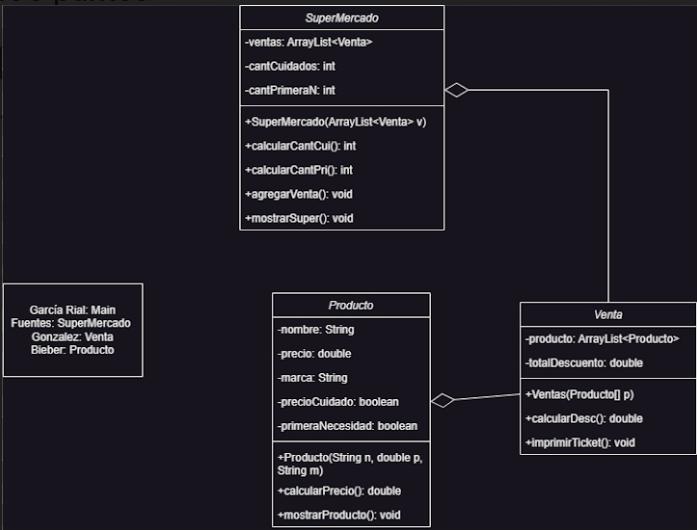 SuperMercado
-ventas: ArrayList<Venta>
-cantCuidados: int
-cantPrimeraN: int
+SuperMercado(ArrayList<Venta> v)
+calcularCantCui(): int
+calcularCantPri(): int
+agregarVenta(): void
+mostrarSuper(): void
García Rial: Main
Fuentes: SuperMercado
Gonzalez: Venta
Bieber: Producto
Producto
-nombre: String
-precio: double
-marca: String
-precioCuidado: boolean
-primeraNecesidad: boolean
+Producto(String n, double p,
String m)
+calcularPrecio(): double
+mostrarProducto(): void
Venta
-producto: ArrayList<Producto>
-totalDescuento: double
+Ventas(Producto[] p)
+calcularDesc(): double
+imprimirTicket(): void